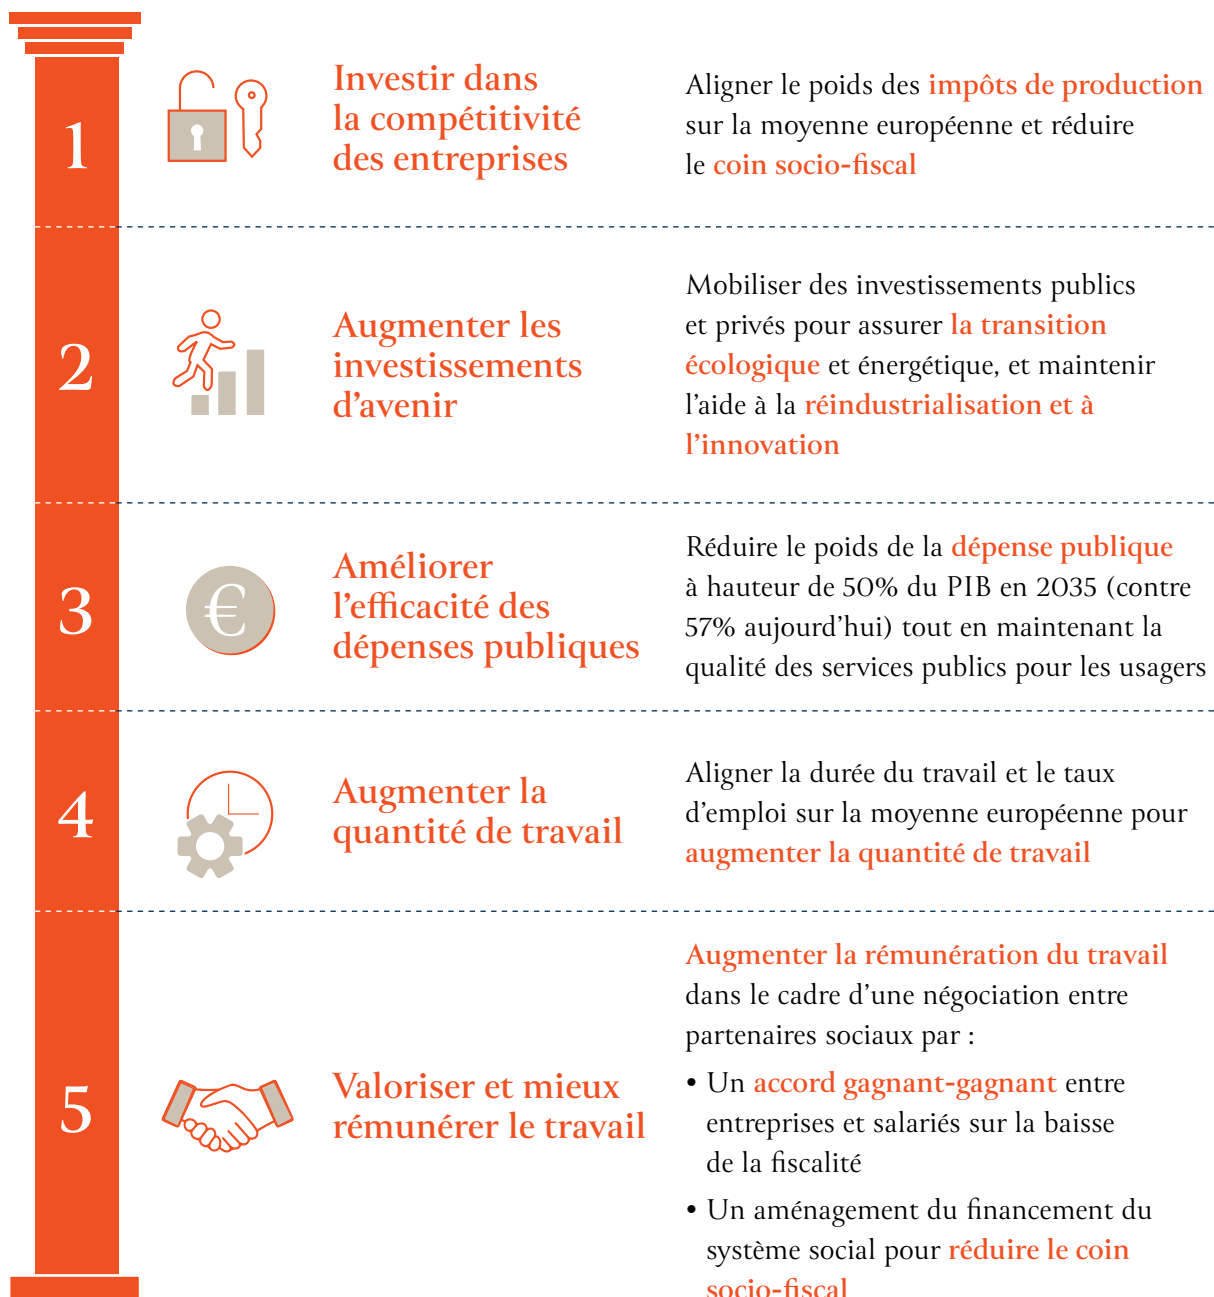 1
Investir dans
la compétitivité
des entreprises
Aligner le poids des impôts de production
sur la moyenne européenne et réduire
le coin socio-fiscal
2
Augmenter les
investissements
d’avenir
Mobiliser des investissements publics
et privés pour assurer la transition
écologique et énergétique, et maintenir
l’aide à la réindustrialisation et à
l’innovation
3
€
Améliorer
l’efficacité des
dépenses publiques
Réduire le poids de la dépense publique
à hauteur de 50% du PIB en 2035 (contre
57% aujourd’hui) tout en maintenant la
qualité des services publics pour les usagers
4
Augmenter la
quantité de travail
Aligner la durée du travail et le taux
d’emploi sur la moyenne européenne pour
augmenter la quantité de travail
5
Valoriser et mieux
rémunérer le travail
Augmenter la rémunération du travail
dans le cadre d’une négociation entre
partenaires sociaux par :
• Un accord gagnant-gagnant entre
entreprises et salariés sur la baisse
de la fiscalité
• Un aménagement du financement du
système social pour réduire le coin
socio-fiscal